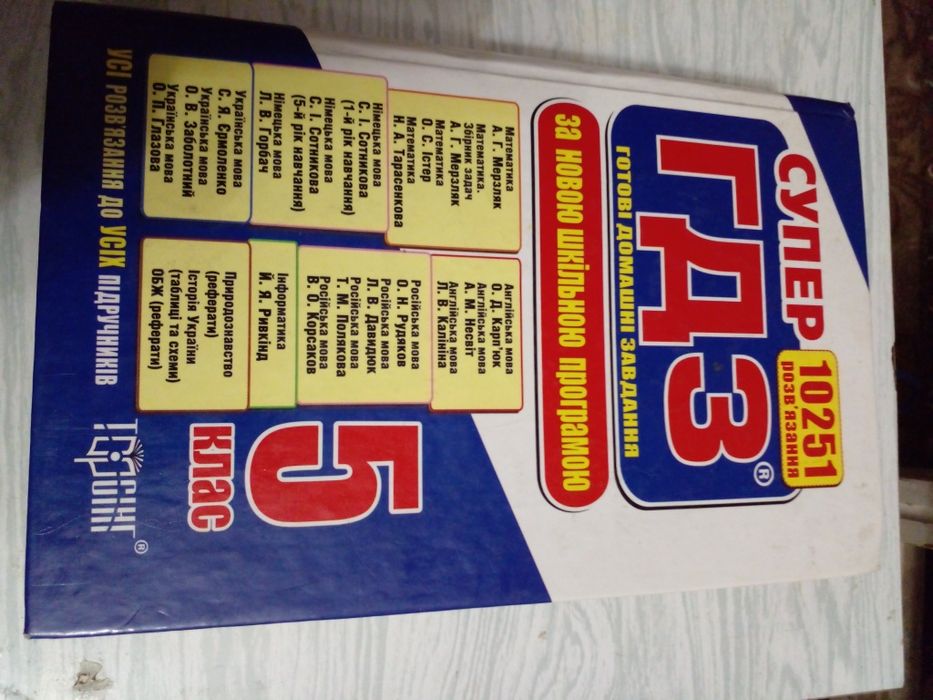 СУПЕР
10251
розв'язання
ГДЗ®
ГОТОВІ ДОМАШНІ ЗАВДАННЯ
за новою шкільною програмою
Математика
А. Г. Мерзляк
Математика.
Збірник задач
А. Г. Мерзляк
Математика
О. С. Істер
Математика
Н. А. Тарасенкова
Німецька мова
С. І. Сотникова
(1-й рік навчання)
Німецька мова
С. І. Сотникова
(5-й рік навчання)
Німецька мова
Л. В. Горбач
Українська мова
С. Я. Єрмоленко
Українська мова
О. В. Заболотний
Українська мова
О. П. Глазова
Англійська мова
О. Д. Карп'юк
Англійська мова
А. М. Несвіт
Англійська мова
Л. В. Калініна
Російська мова
О. Н. Рудяков
Російська мова
Л. В. Давидюк
Російська мова
Т. М. Полякова
Російська мова
В. О. Корсаков
Інформатика
Й. Я. Ривкінд
Природознавство
(реферати)
Історія України
(таблиці та схеми)
ОБЖ (реферати)
5
клас
УСІ РОЗВ'ЯЗАННЯ ДО УСІХ ПІДРУЧНИКІВ
ТОРСІНГ®